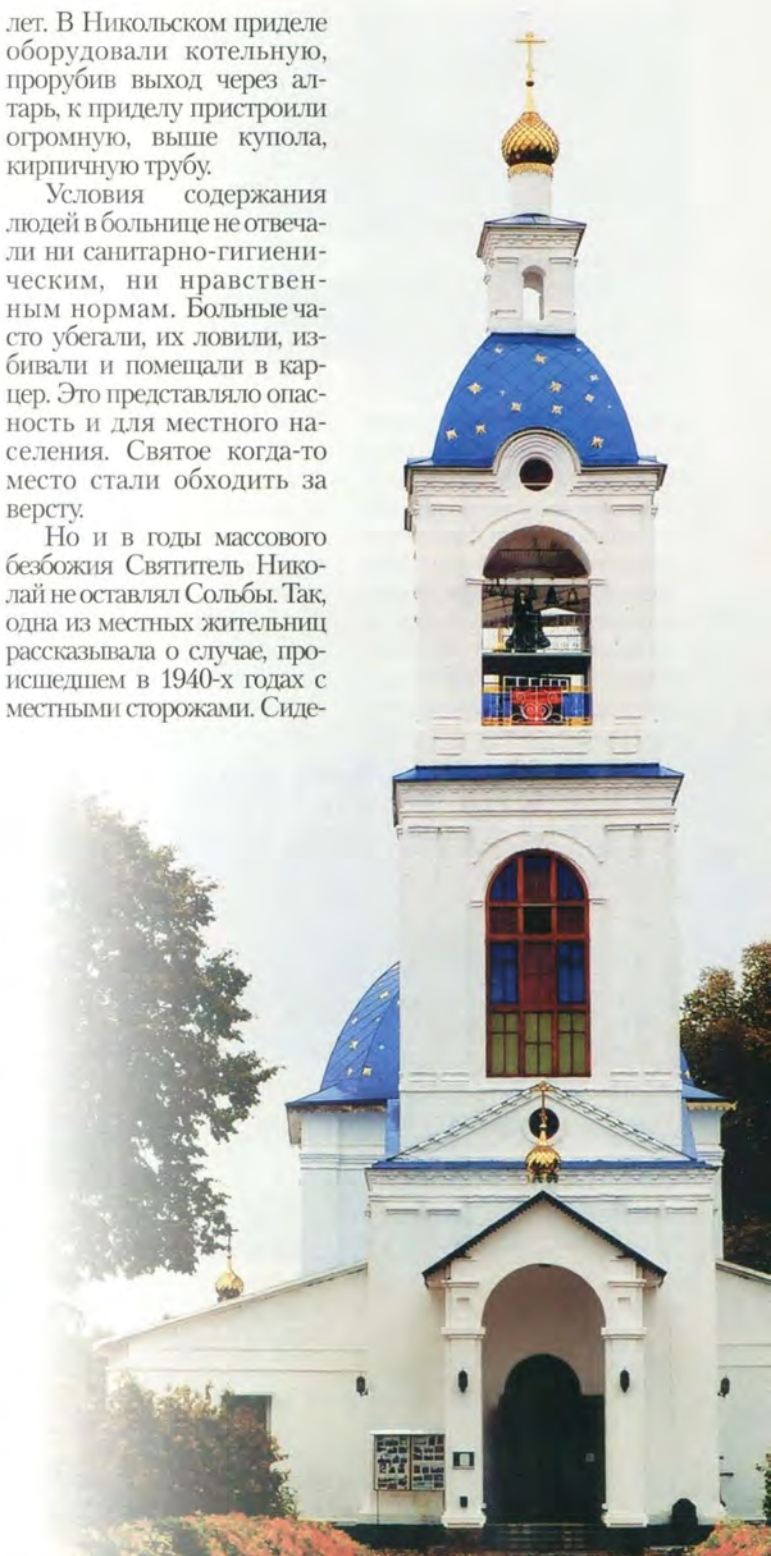 лет. В Никольском приделе
оборудовали котельную,
прорубив выход через ал-
тарь, к приделу пристроили
огромную, выше купола,
кирпичную трубу.
Условия содержания
людей в больнице не отвеча-
ли ни санитарно-гигиени-
ческим, ни нравствен-
ным нормам. Больные ча-
сто убегали, их ловили, из-
бивали и помещали в кар-
цер. Это представляло опас-
ность и для местного на-
селения. Святое когда-то
место стали обходить за
версту.
Но и в годы массового
безбожия Святитель Нико-
лай не оставлял Сольбы. Так,
одна из местных жительниц
рассказывала о случае, про-
исшедшем в 1940-х годах с
местными сторожами. Сиде-